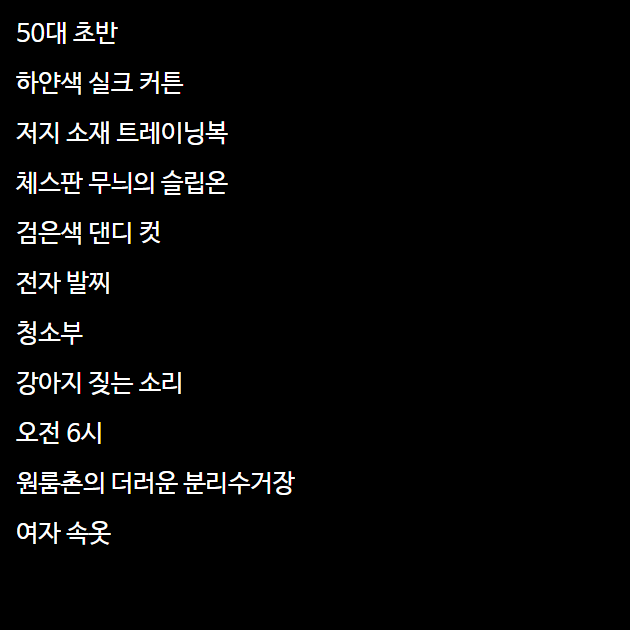 50대 초반
하얀색 실크 커튼
저지 소재 트레이닝복
체스판 무늬의 슬립온
검은색 댄디 컷
전자 발찌
청소부
강아지 짖는 소리
오전 6시
원룸촌의 더러운 분리수거장
여자 속옷